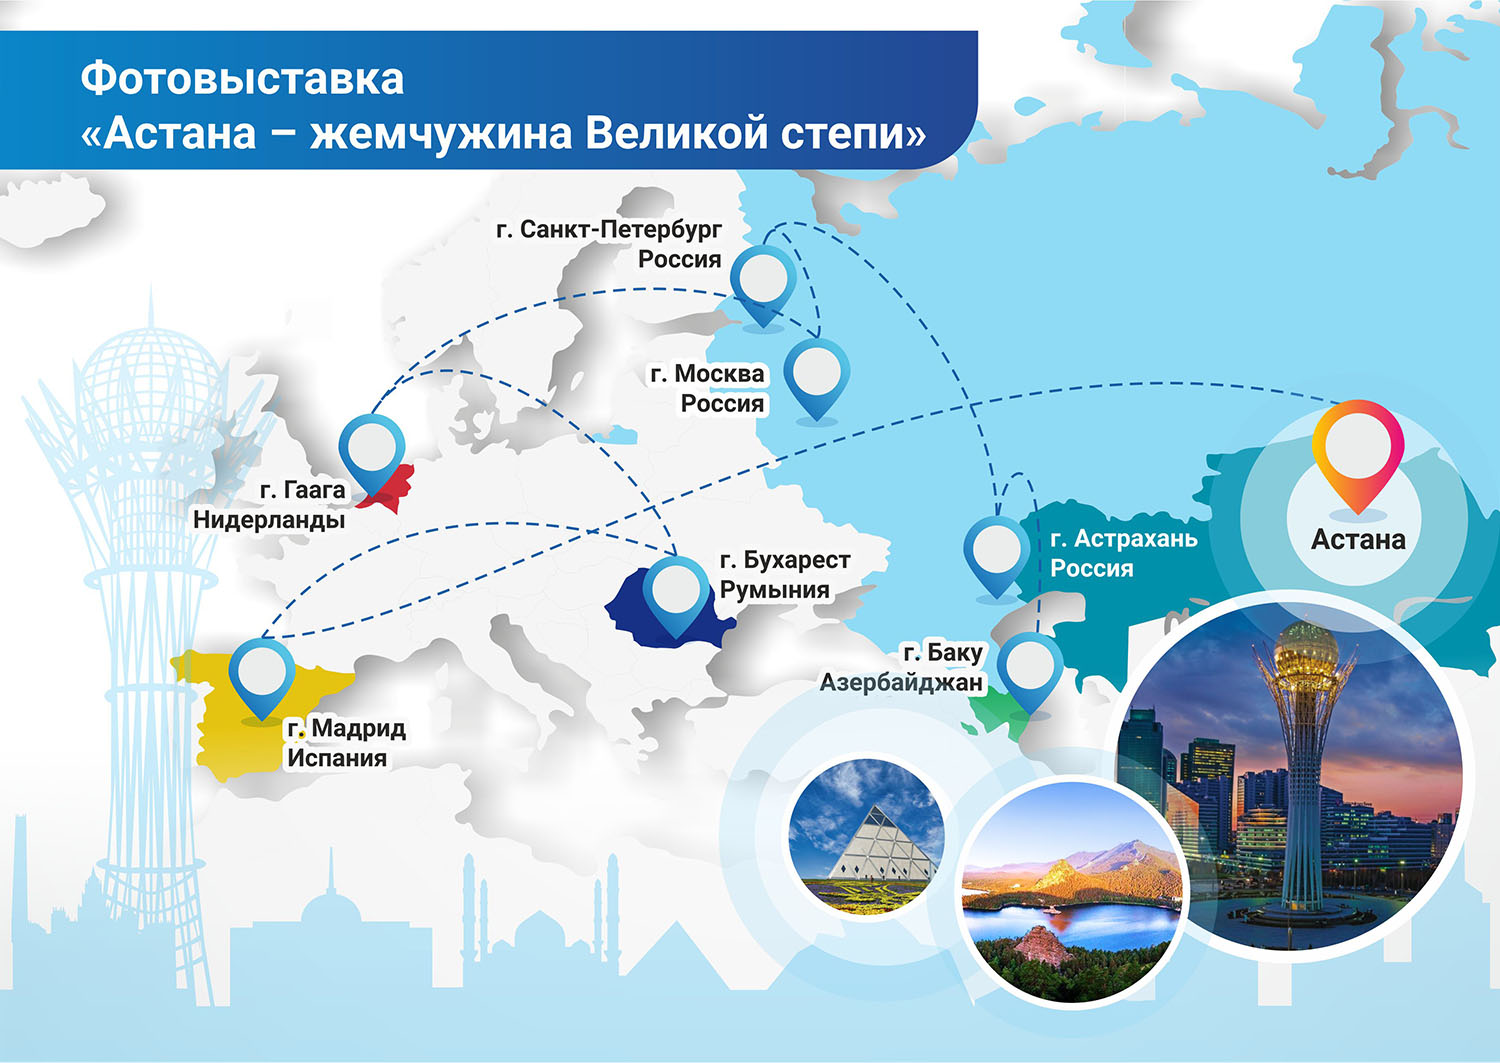 Фотовыставка
«Астана – жемчужина Великой степи»
г. Санкт-Петербург
Россия
г. Москва
Россия
г. Гаага
Нидерланды
г. Астрахань
Россия
Астана
г. Бухарест
Румыния
г. Баку
Азербайджан
г. Мадрид
Испания